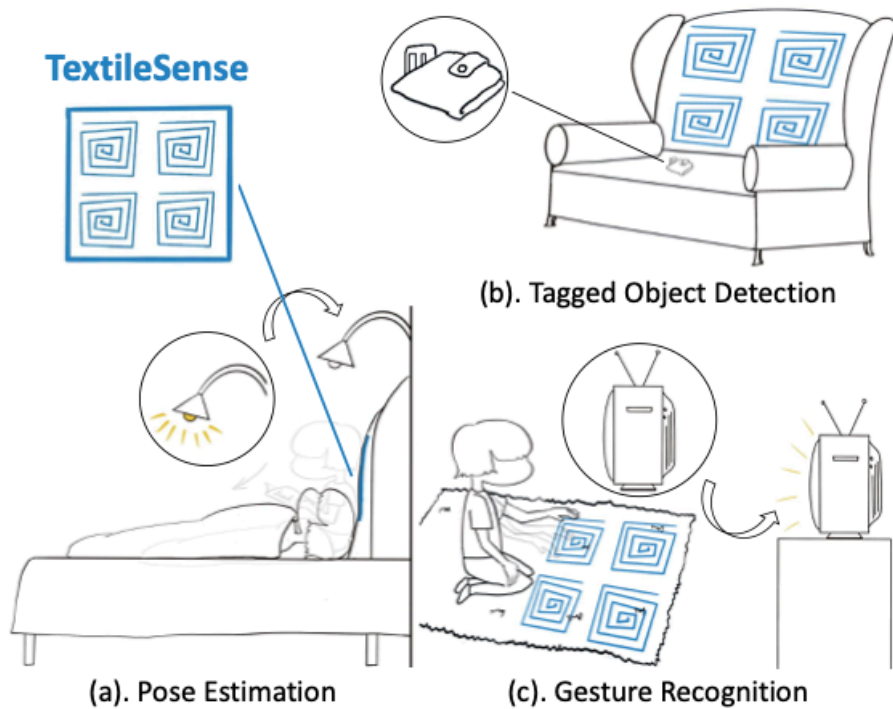 TextileSense
(b). Tagged Object Detection
(a). Pose Estimation
(c). Gesture Recognition